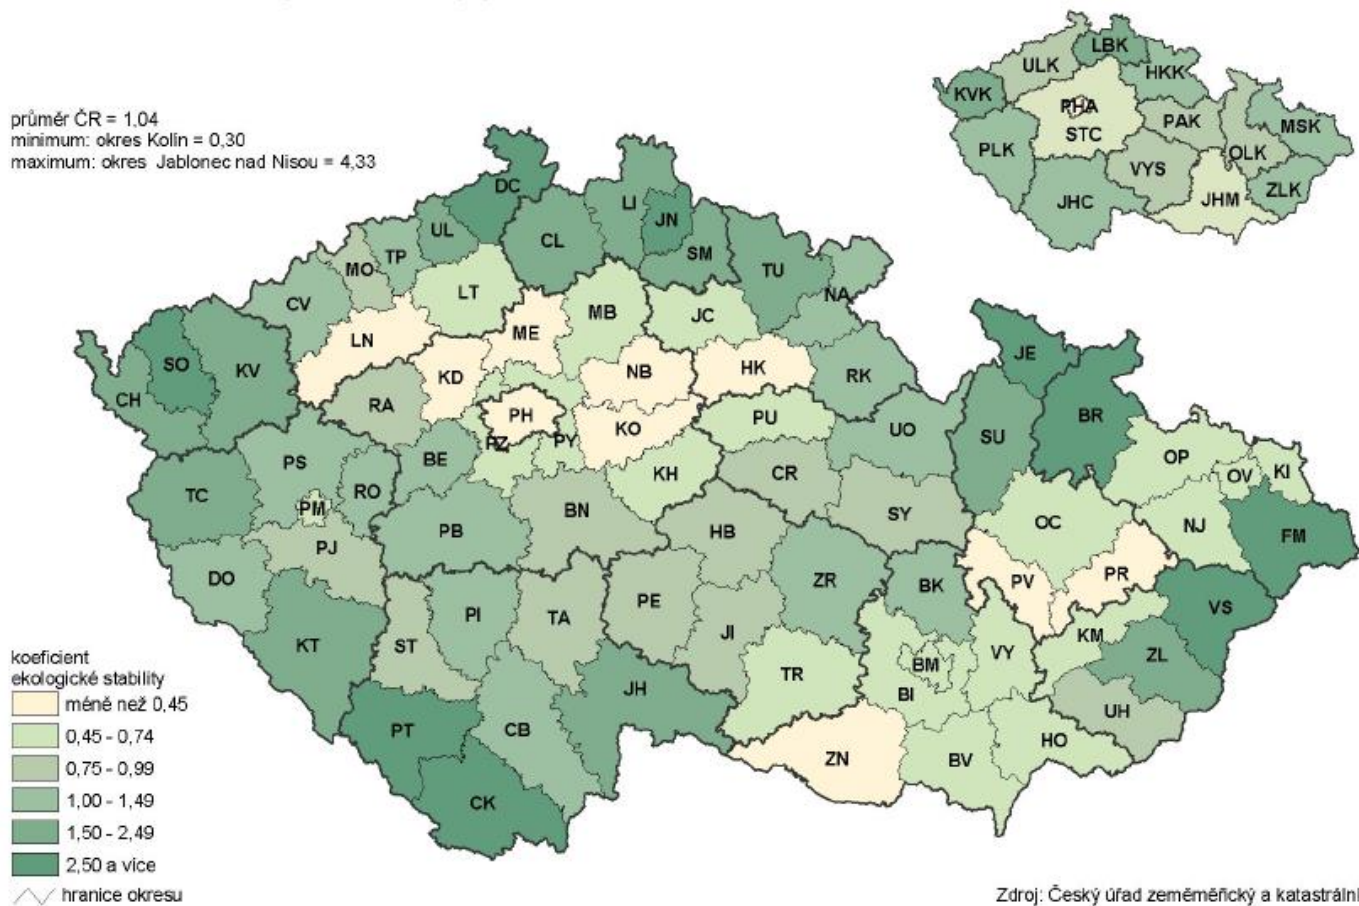 průměr ČR = 1,04
minimum: okres Kolín = 0,30
maximum: okres Jablonec nad Nisou = 4,33
LBK
ULK
HKK
KVK
PHA
PAK
MSK
STC
PLK
OLK
VYS
ZLK
JHC
JHM
DC
LI
JN
UL
CL
SM
TP
MO
TU
NA
CV
LT
MB
JC
ME
LN
SO
KV
KD
NB
HK
RK
JE
CH
RA
PH
KO
PU
UO
SU
BR
PZ
PY
BE
PS
RO
KH
CR
OP
OV
KI
TC
PM
BN
SY
OC
NJ
FM
PB
HB
PJ
DO
ZR
BK
PV
PR
VS
PI
TA
PE
JI
KM
KT
ST
ZL
TR
BM
VY
BI
JH
UH
PT
CB
HO
ZN
BV
CK
koeficient
ekologické stability
méně než 0,45
0,45 - 0,74
0,75 - 0,99
1,00 - 1,49
1,50 - 2,49
2,50 a více
hranice okresu
Zdroj: Český úřad zeměměřický a katastrální